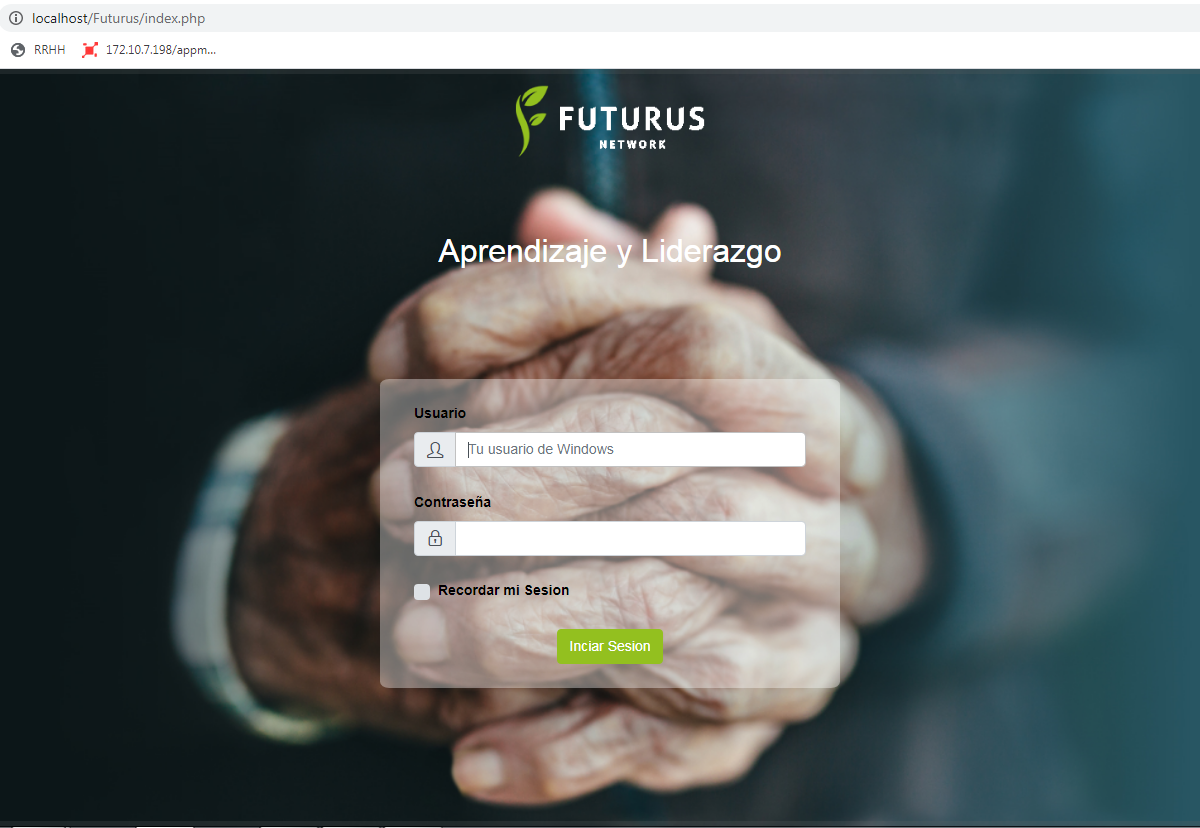 localhost/Futurus/index.php
RRHH 172.10.7.198/appm...
FUTURUS
NETWORK
Aprendizaje y Liderazgo
Usuario
Tu usuario de Windows
Contraseña
Recordar mi Sesion
Inciar Sesion